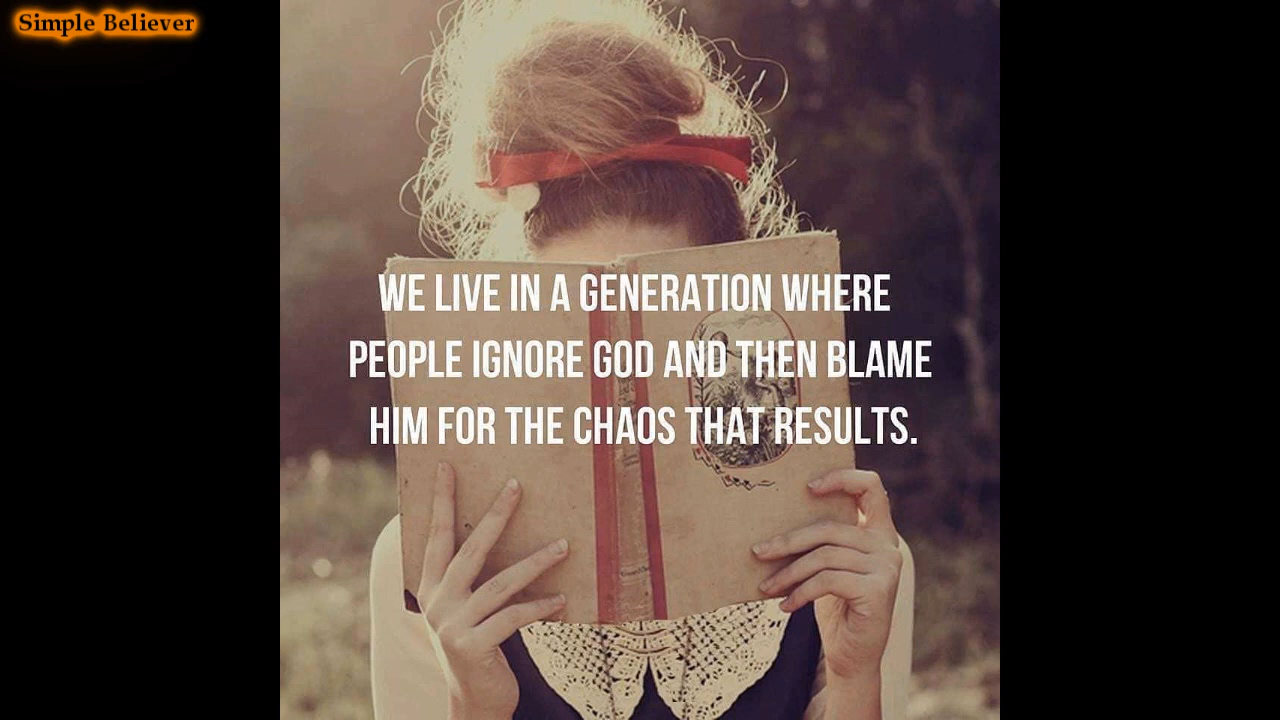 Simple Believer
WE LIVE IN A GENERATION WHERE
PEOPLE IGNORE GOD AND THEN BLAME
HIM FOR THE CHAOS THAT RESULTS.